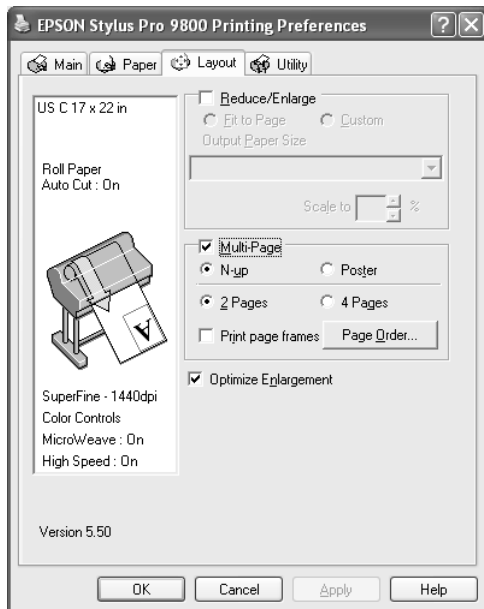 EPSON Stylus Pro 9800 Printing Preferences
Main Paper Layout Utility
US C 17 x 22 in
Roll Paper
Auto Cut : On
A
SuperFine - 1440dpi
Color Controls
MicroWeave : On
High Speed : On
Version 5.50
Reduce/Enlarge
Fit to Page Custom
Output Paper Size
Scale to %
Multi-Page
N-up Poster
2 Pages 4 Pages
Print page frames Page Order...
Optimize Enlargement
OK Cancel Apply Help